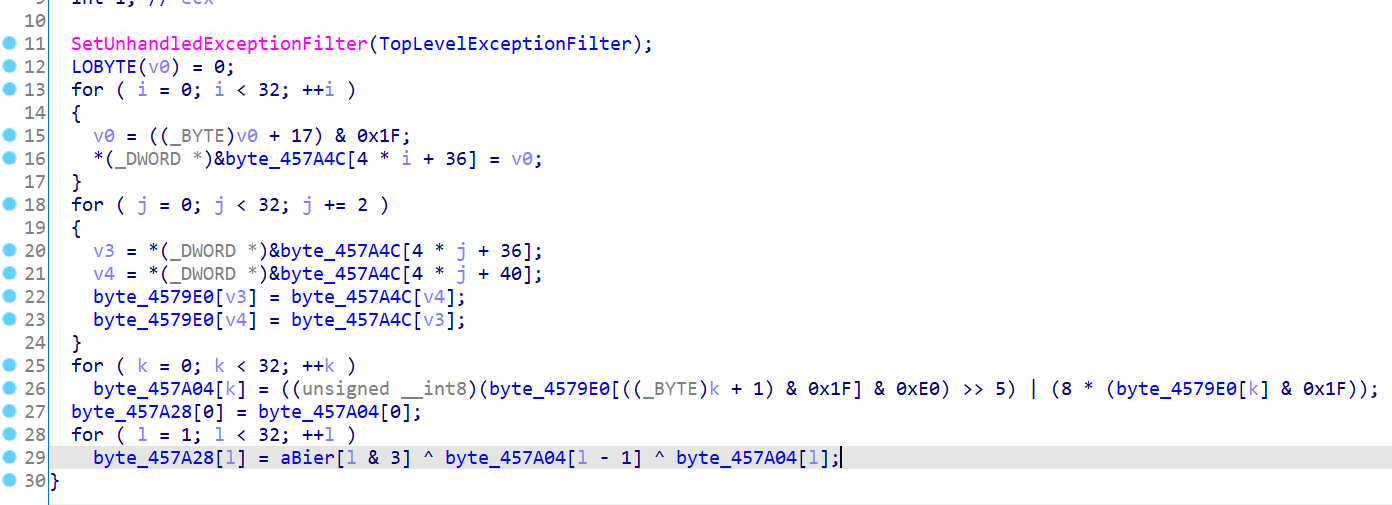 10
11 SetUnhandledExceptionFilter(TopLevelExceptionFilter);
12 LOBYTE(v0) = 0;
13 for ( i = 0; i < 32; ++i )
14 {
15 v0 = ((_BYTE)v0 + 17) & 0x1F;
16 *(_DWORD *)&byte_457A4C[4 * i + 36] = v0;
17 }
18 for ( j = 0; j < 32; j += 2 )
19 {
20 v3 = *(_DWORD *)&byte_457A4C[4 * j + 36];
21 v4 = *(_DWORD *)&byte_457A4C[4 * j + 40];
22 byte_4579E0[v3] = byte_457A4C[v4];
23 byte_4579E0[v4] = byte_457A4C[v3];
24 }
25 for ( k = 0; k < 32; ++k )
26 byte_457A04[k] = ((unsigned __int8)(byte_4579E0[((_BYTE)k + 1) & 0x1F] & 0xE0) >> 5) | (8 * (byte_4579E0[k] & 0x1F));
27 byte_457A28[0] = byte_457A04[0];
28 for ( l = 1; l < 32; ++l )
29 byte_457A28[l] = aBier[l & 3] ^ byte_457A04[l - 1] ^ byte_457A04[l];
30 }